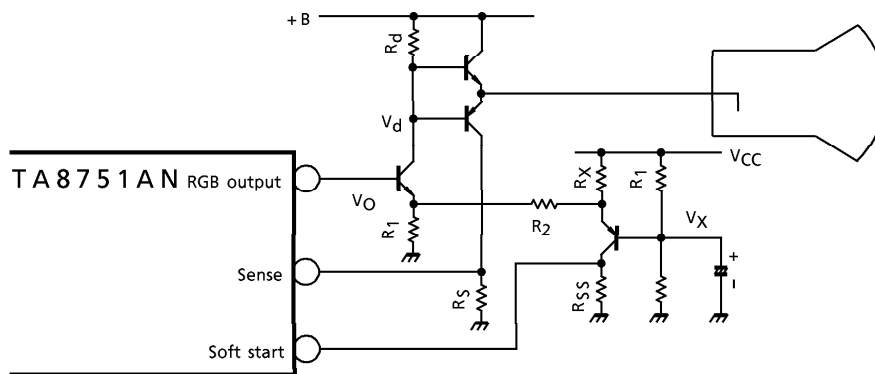 +B
Rd
Vd
TA8751AN
RGB output
VO
R1
R2
RX
R1
VCC
VX
+
-
Sense
RS
RSS
Soft start